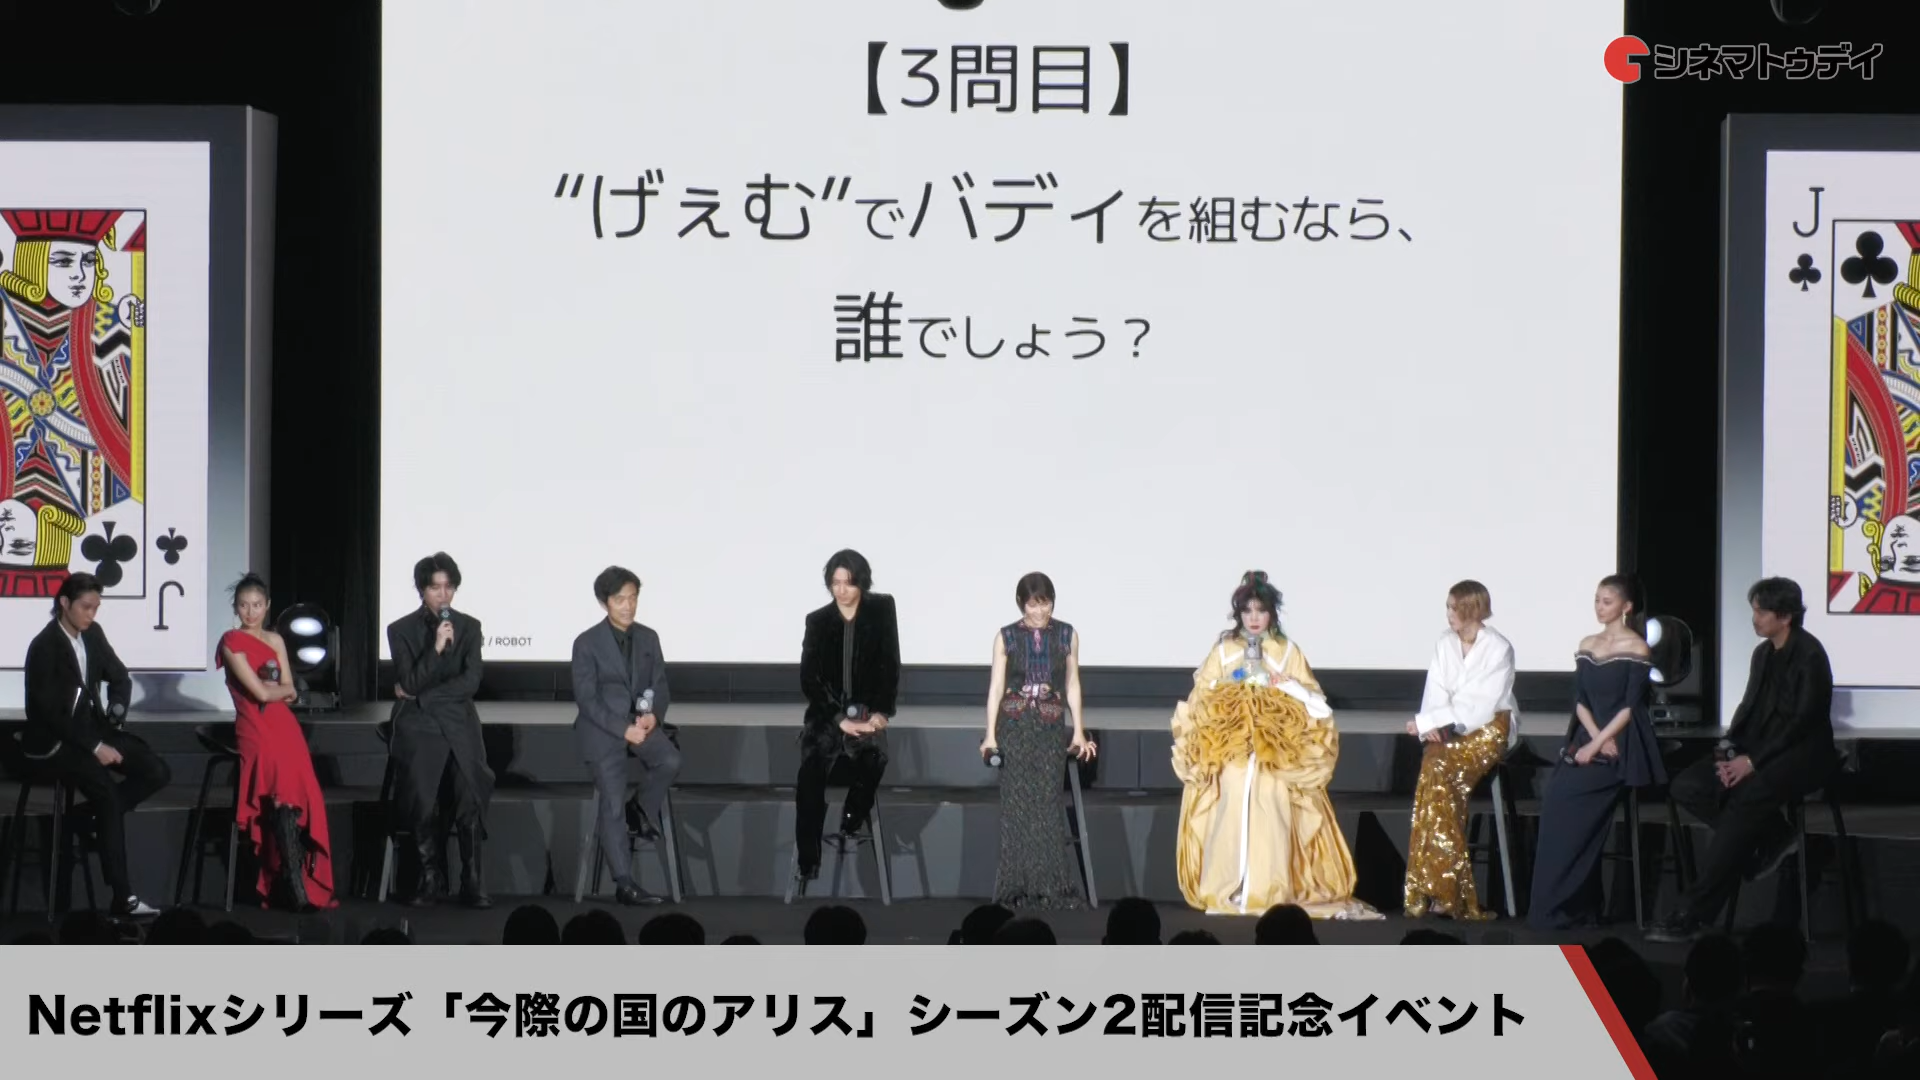 シネマトゥデイ
【3問目】
“げぇむ”でバディを組むなら、
誰でしょう？
J
J
/ ROBOT
Netflixシリーズ「今際の国のアリス」シーズン2配信記念イベント